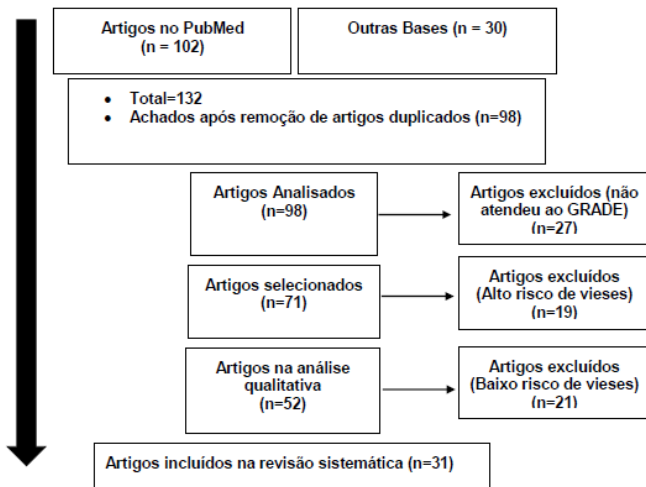 Artigos no PubMed
(n = 102)
Outras Bases (n = 30)
• Total=132
• Achados após remoção de artigos duplicados (n=98)
Artigos Analisados
(n=98)
Artigos excluídos (não
atendeu ao GRADE)
(n=27)
Artigos selecionados
(n=71)
Artigos excluídos
(Alto risco de vieses)
(n=19)
Artigos na análise
qualitativa
(n=52)
Artigos excluídos
(Baixo risco de vieses)
(n=21)
Artigos incluídos na revisão sistemática (n=31)